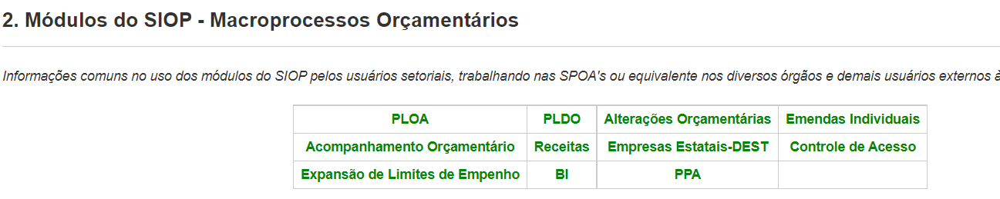 2. Módulos do SIOP - Macroprocessos Orçamentários
Informações comuns no uso dos módulos do SIOP pelos usuários setoriais, trabalhando nas SPOA's ou equivalente nos diversos órgãos e demais usuários externos à
PLOA PLDO Alterações Orçamentárias Emendas Individuais
Acompanhamento Orçamentário Receitas Empresas Estatais-DEST Controle de Acesso
Expansão de Limites de Empenho BI PPA